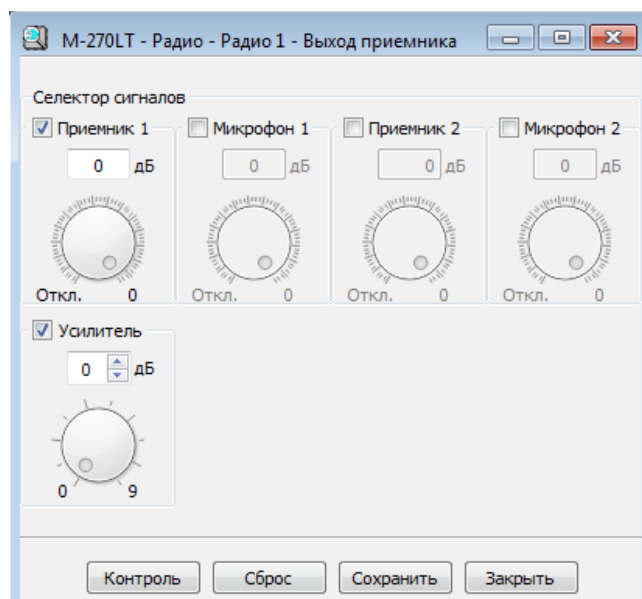 М-270LT - Радио - Радио 1 - Выход приемника
Селектор сигналов
Приемник 1 Микрофон 1 Приемник 2 Микрофон 2
0 дБ 0 дБ 0 дБ 0 дБ
Откл. 0 Откл. 0 Откл. 0 Откл. 0
Усилитель
0 дБ
0 9
Контроль Сброс Сохранить Закрыть